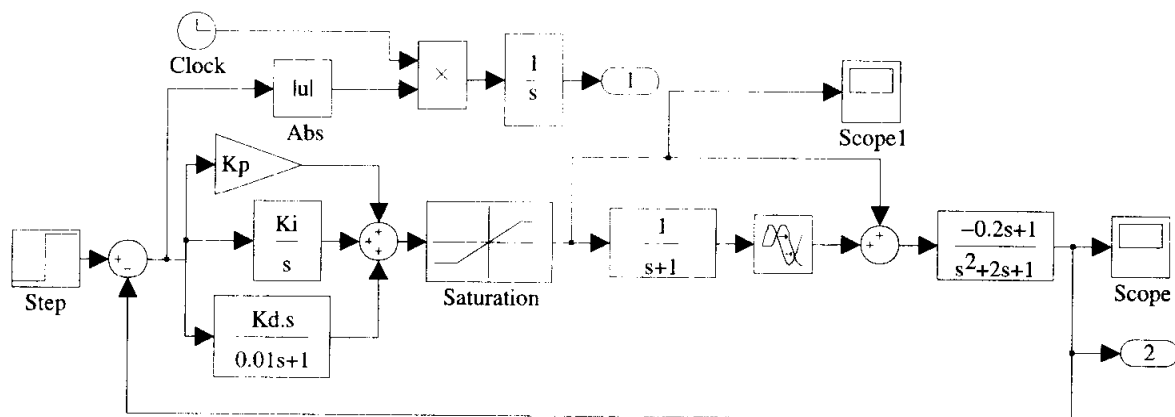 Clock
×
1
s
1
|u|
Abs
Scope1
Kp
Ki
s
+
+
+
Saturation
1
s+1
+
+
-0.2s+1
s²+2s+1
Scope
Step
+
−
Kd.s
0.01s+1
2